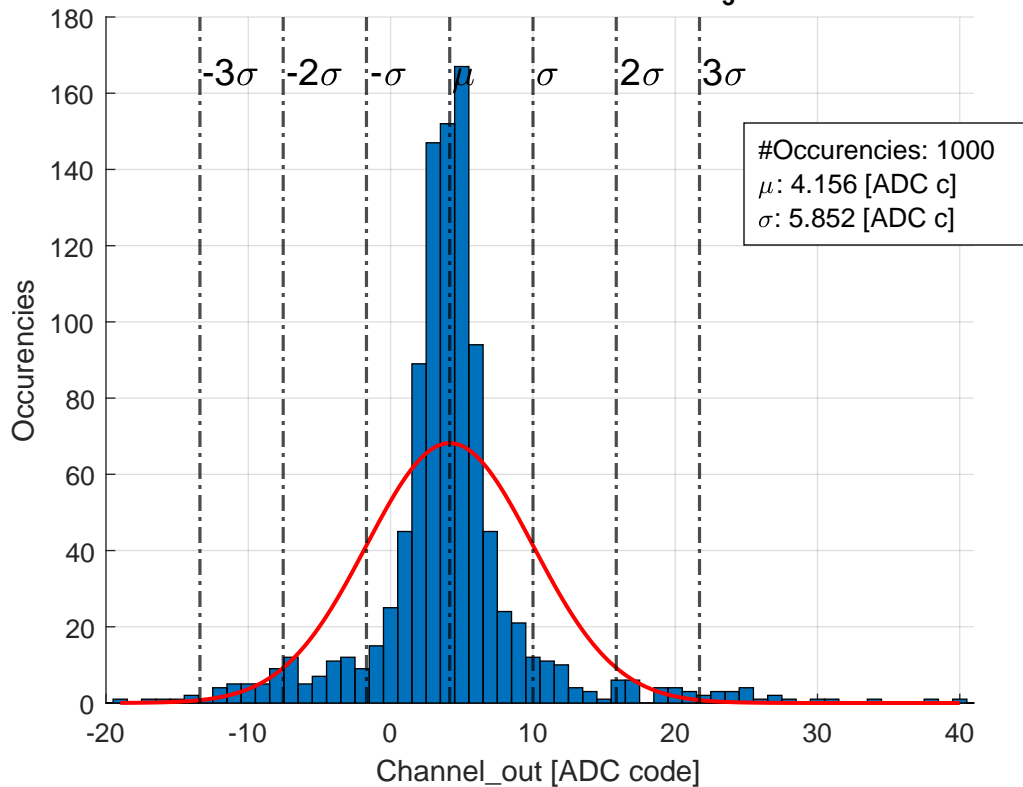 180
160
140
120
100
80
60
40
20
0
-3σ -2σ -σ μ σ 2σ 3σ
#Occurencies: 1000
μ: 4.156 [ADC c]
σ: 5.852 [ADC c]
Occurencies
-20 -10 0 10 20 30 40
Channel_out [ADC code]